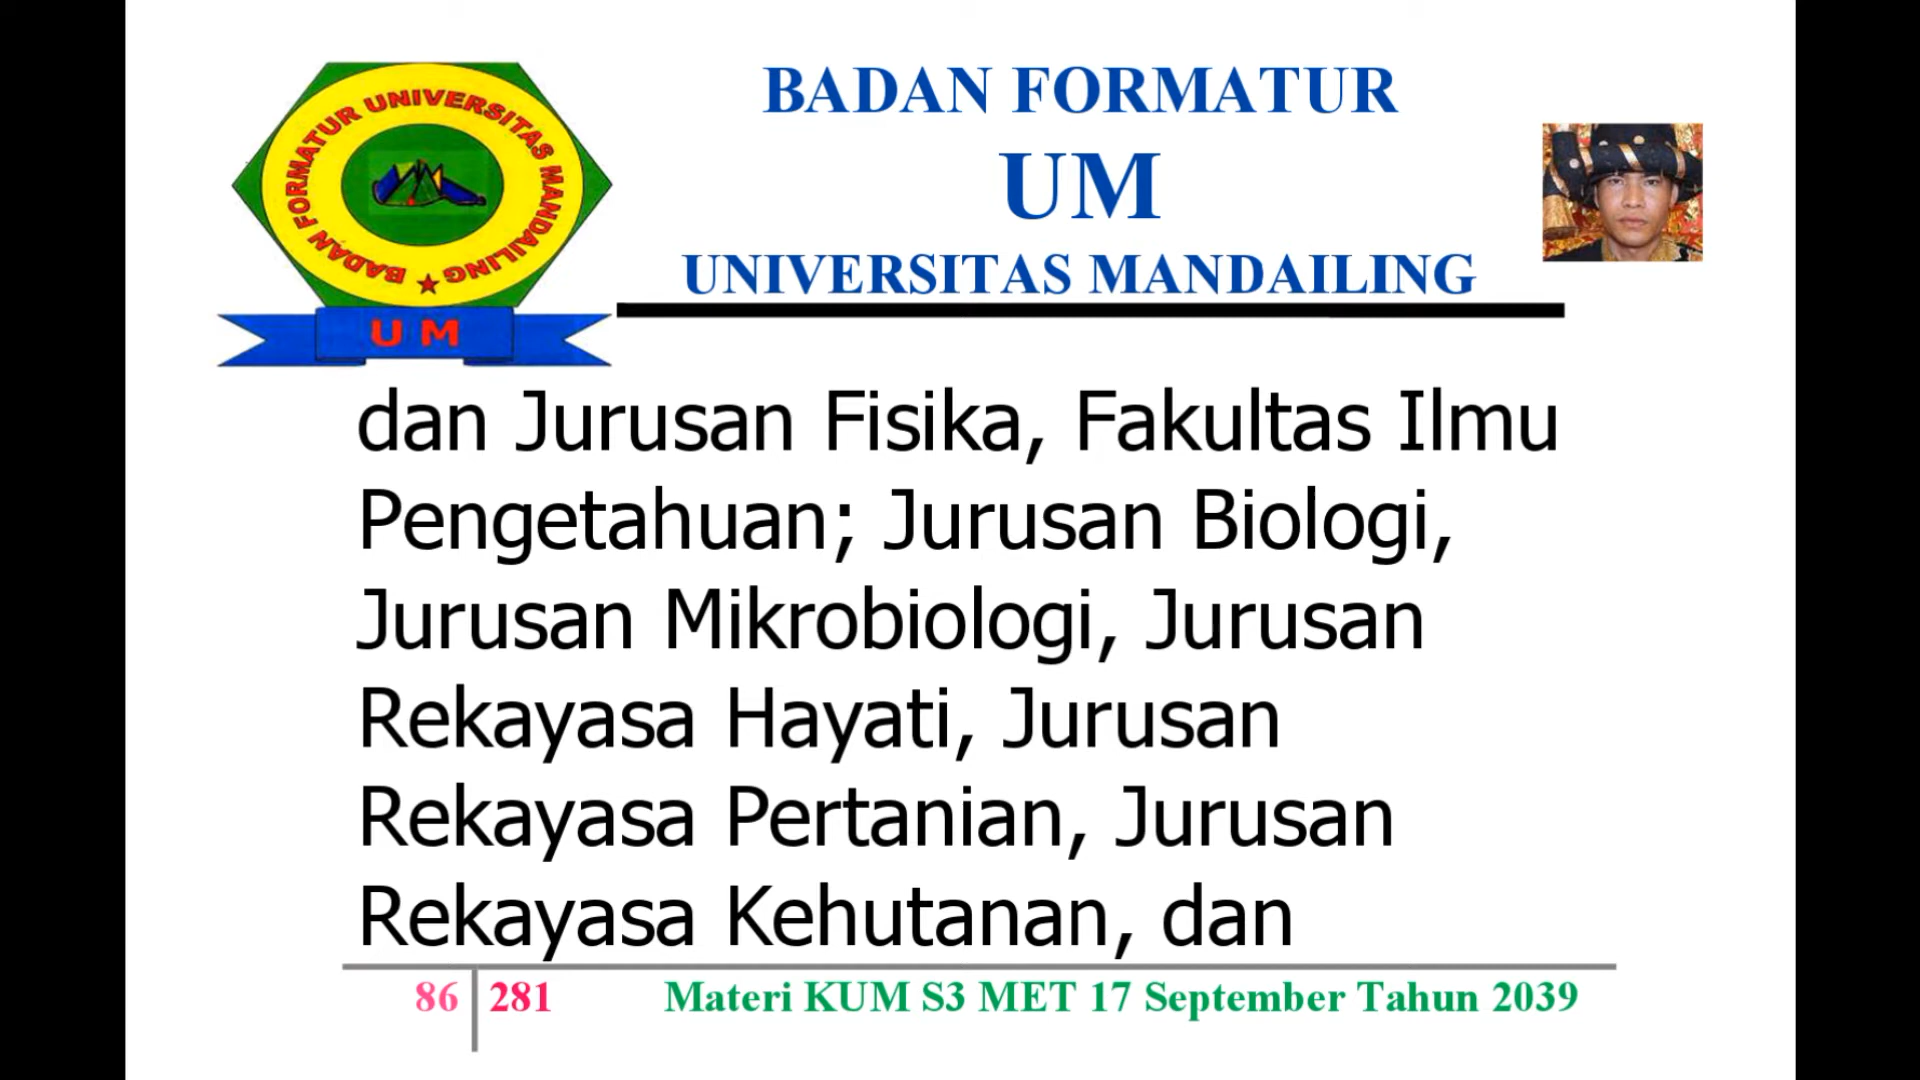 BADAN FORMATUR UNIVERSITAS MANDAILING
U M
BADAN FORMATUR
UM
UNIVERSITAS MANDAILING
dan Jurusan Fisika, Fakultas Ilmu
Pengetahuan; Jurusan Biologi,
Jurusan Mikrobiologi, Jurusan
Rekayasa Hayati, Jurusan
Rekayasa Pertanian, Jurusan
Rekayasa Kehutanan, dan
86 281 Materi KUM S3 MET 17 September Tahun 2039